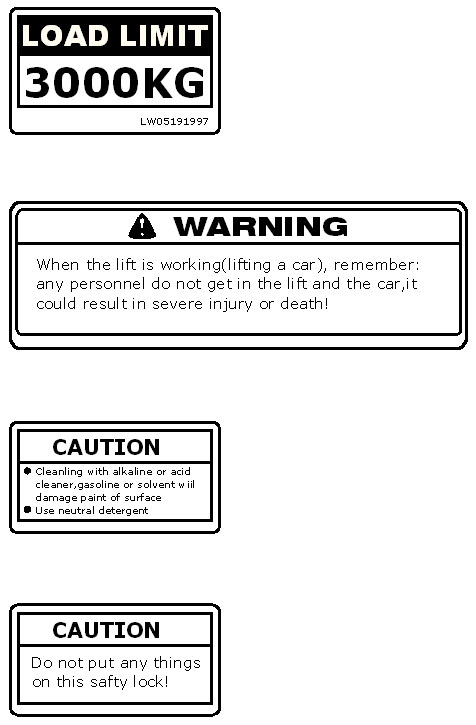 LOAD LIMIT
3000KG
LW05191997
WARNING
When the lift is working(lifting a car), remember:
any personnel do not get in the lift and the car,it
could result in severe injury or death!
CAUTION
● Cleanling with alkaline or acid
cleaner,gasoline or solvent wiil
damage paint of surface
● Use neutral detergent
CAUTION
Do not put any things
on this safty lock!